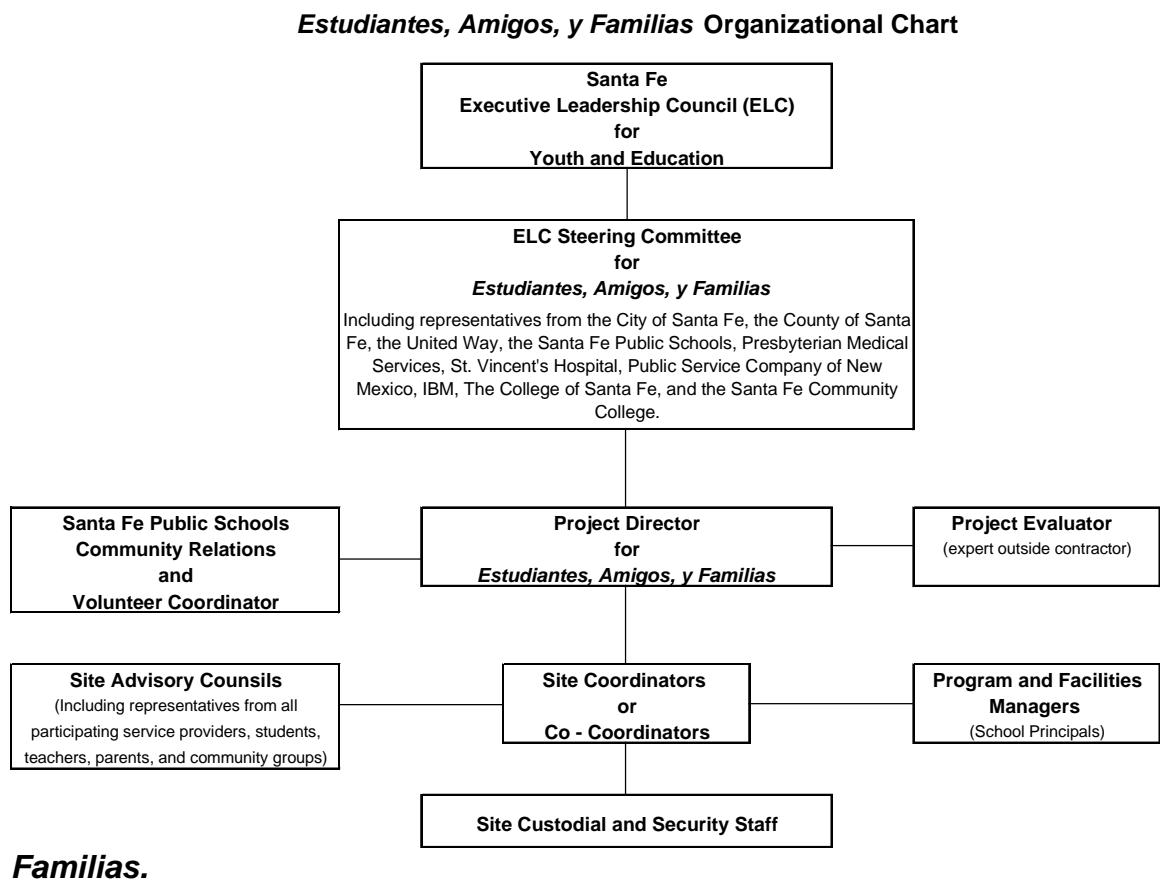 Estudiantes, Amigos, y Familias Organizational Chart
Santa Fe
Executive Leadership Council (ELC)
for
Youth and Education
ELC Steering Committee
for
Estudiantes, Amigos, y Familias
Including representatives from the City of Santa Fe, the County of Santa
Fe, the United Way, the Santa Fe Public Schools, Presbyterian Medical
Services, St. Vincent's Hospital, Public Service Company of New
Mexico, IBM, The College of Santa Fe, and the Santa Fe Community
College.
Santa Fe Public Schools
Community Relations
and
Volunteer Coordinator
Project Director
for
Estudiantes, Amigos, y Familias
Project Evaluator
(expert outside contractor)
Site Advisory Counsils
(Including representatives from all
participating service providers, students,
teachers, parents, and community groups)
Site Coordinators
or
Co - Coordinators
Program and Facilities
Managers
(School Principals)
Site Custodial and Security Staff
Familias.